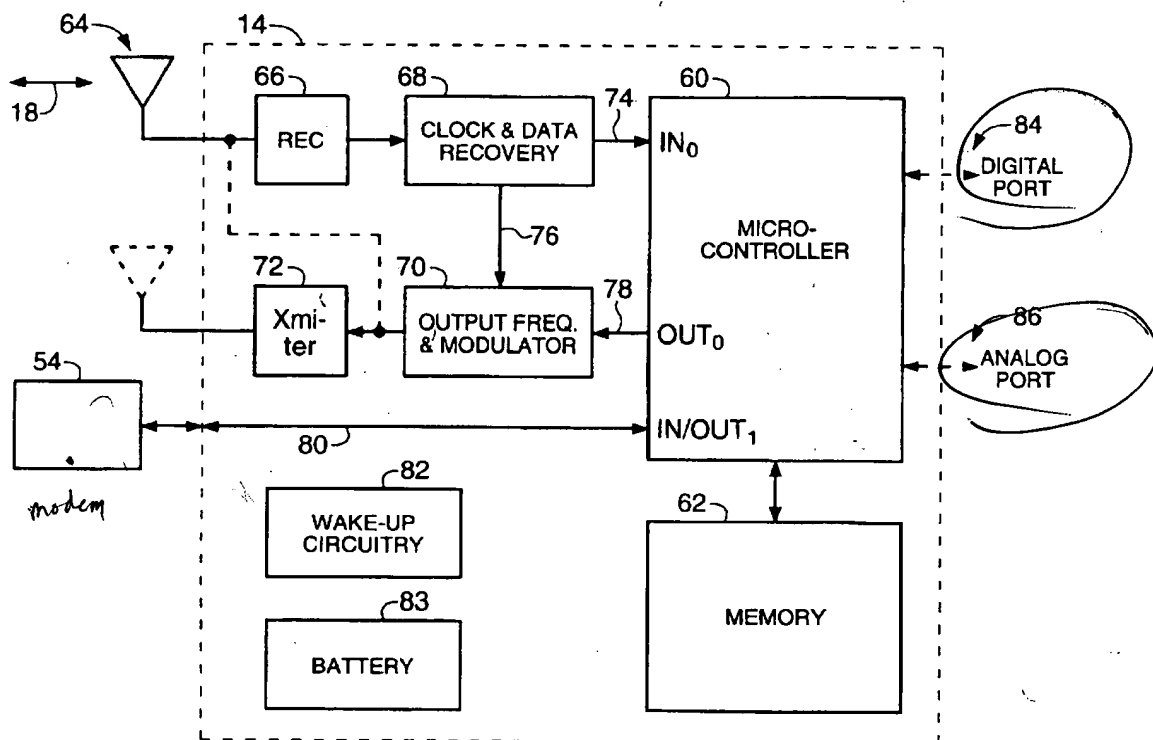 64
14
18
66
REC
68
CLOCK & DATA
RECOVERY
74
60
IN0
MICRO-
CONTROLLER
84
DIGITAL
PORT
76
72
Xmi-
ter
70
OUTPUT FREQ.
& MODULATOR
78
OUT0
86
ANALOG
PORT
54
modem
80
IN/OUT1
82
WAKE-UP
CIRCUITRY
83
BATTERY
62
MEMORY